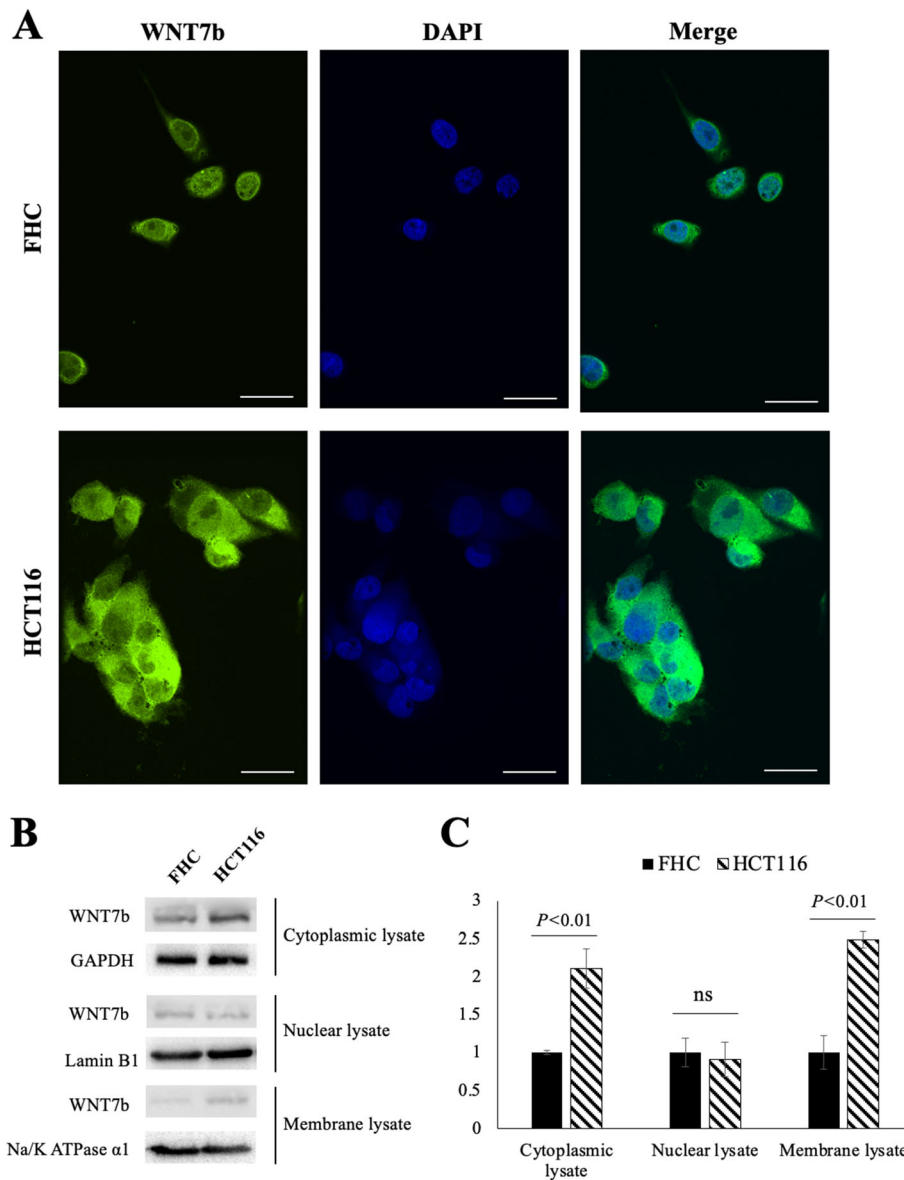 A
WNT7b DAPI Merge
FHC
HCT116
B
FHC HCT116
WNT7b
GAPDH
Cytoplasmic lysate
WNT7b
Lamin B1
Nuclear lysate
WNT7b
Na/K ATPase α1
Membrane lysate
C
FHC HCT116
3
2.5
2
1.5
1
0.5
0
P<0.01
ns
P<0.01
Cytoplasmic lysate
Nuclear lysate
Membrane lysate